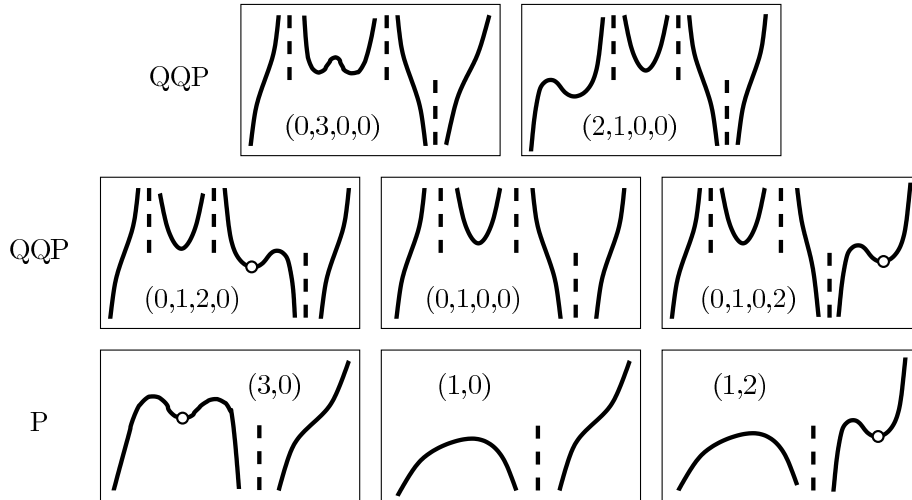 QQP
(0,3,0,0)
(2,1,0,0)
QQP
(0,1,2,0)
(0,1,0,0)
(0,1,0,2)
P
(3,0)
(1,0)
(1,2)